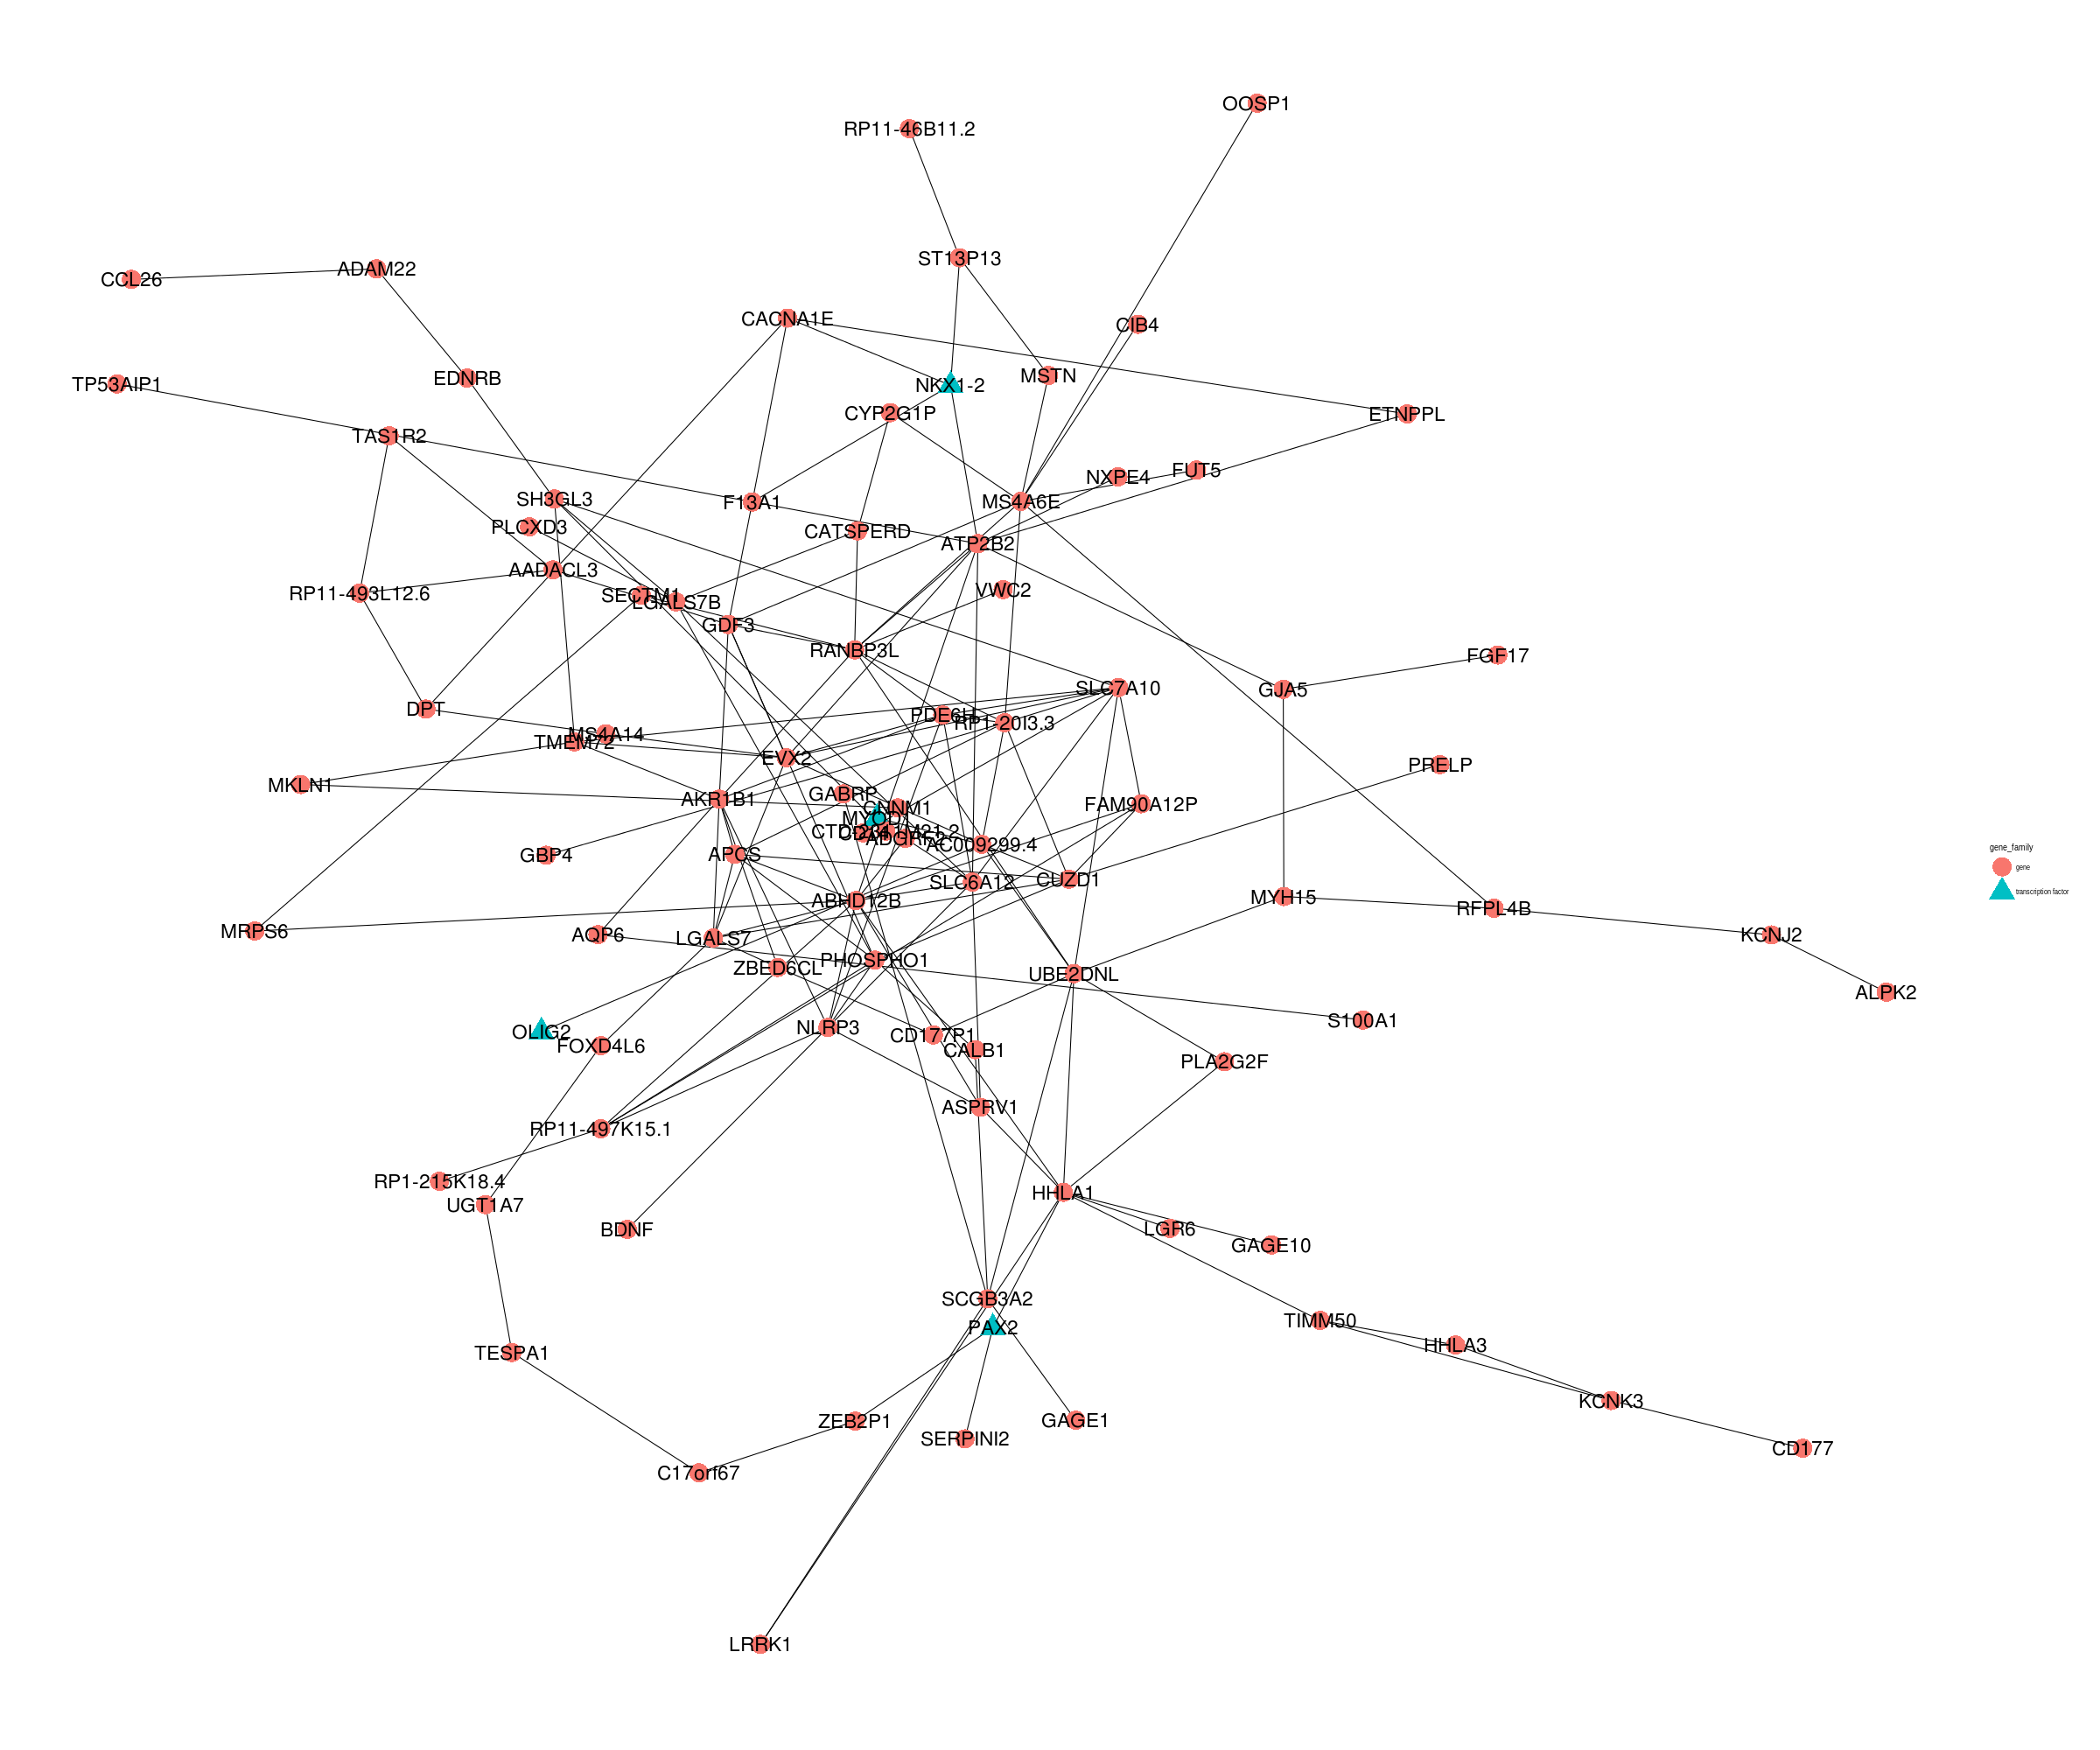 OOSP1
RP11-46B11.2
ST13P13
CCL26
ADAM22
CACNA1E
CIB4
TP53AIP1
EDNRB
NKX1-2
MSTN
CYP2G1P
ETNPPL
TAS1R2
NXPE4
FUT5
SH3GL3
F13A1
MS4A6E
PLCXD3
CATSPERD
ATP2B2
AADACL3
RP11-493L12.6
SECTM1
LGALS7B
VWC2
GDF3
RANBP3L
FGF17
SLC7A10
GJA5
DPT
PDE6H
RP1-20I3.3
MS4A14
TMEM72
EVX2
PRELP
MKLN1
AKR1B1
GABRP
CNNM1
FAM90A12P
GBP4
APCS
AC009299.4
SLC6A12
CUZD1
ABHD12B
MYH15
RFPL4B
MRPS6
AQP6
LGALS7
KCNJ2
ZBED6CL
PHOSPHO1
UBE2DNL
ALPK2
OLIG2
FOXD4L6
NLRP3
CD177P1
CALB1
S100A1
PLA2G2F
ASPRV1
RP11-497K15.1
RP1-215K18.4
UGT1A7
HHLA1
BDNF
LGR6
GAGE10
SCGB3A2
PAX2
TIMM50
HHLA3
TESPA1
KCNK3
ZEB2P1
GAGE1
SERPINI2
CD177
C17orf67
LRRK1
gene_family
gene
transcription factor